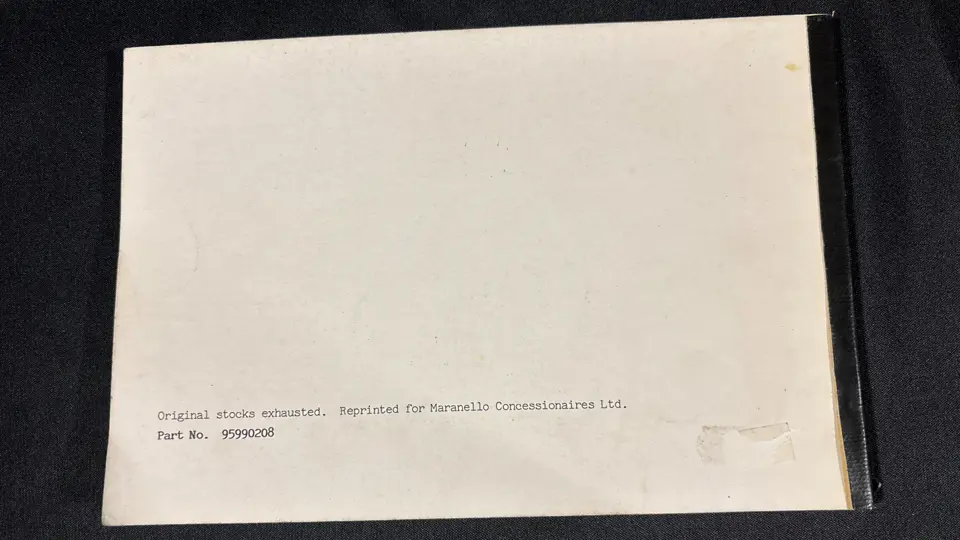 Original stocks exhausted. Reprinted for Maranello Concessionaires Ltd.
Part No. 95990208